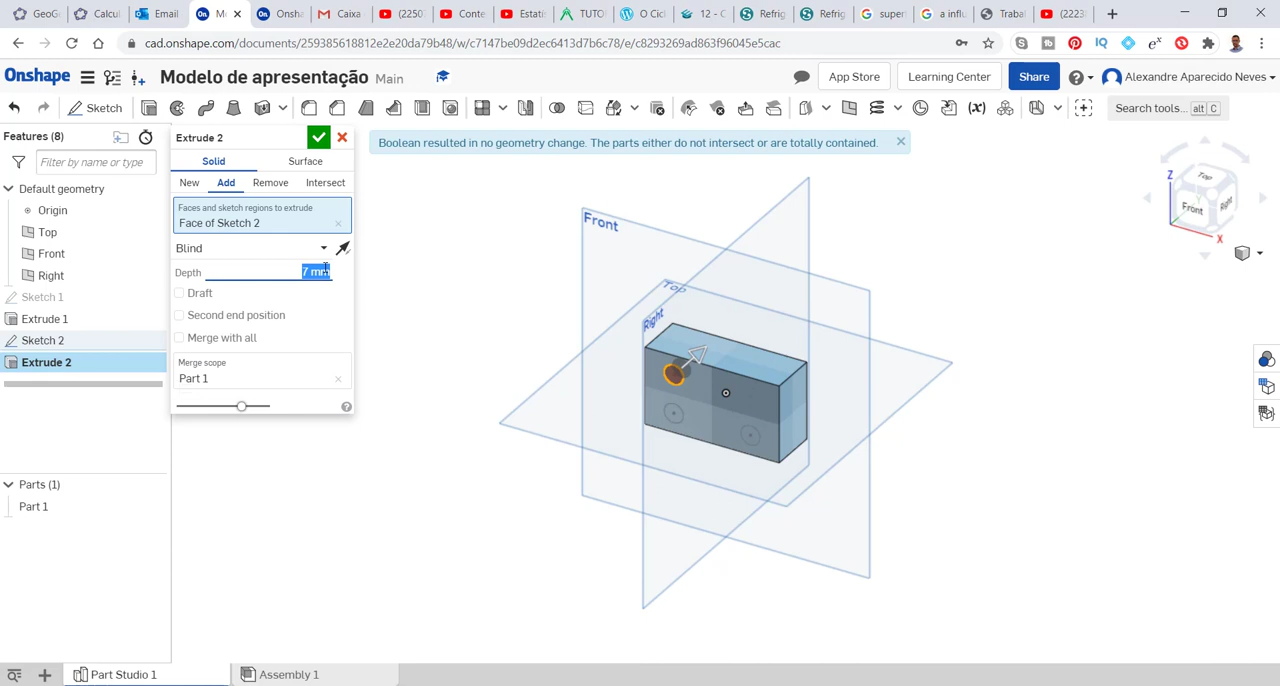 GeoGe
Calcul
Email
Mo
Onsha
Caixa
(22507
Conte
Estatis
TUTO
O Cicl
12 - C
Refrig
Refrig
supert
a influ
Trabal
(2223
cad.onshape.com/documents/259385618812e2e20da79b48/w/c7147be09d2ec6413d7b6c78/e/c8293269ad863f96045e5cac
Onshape
Modelo de apresentação
Main
App Store
Learning Center
Share
Alexandre Aparecido Neves
Sketch
Search tools...
alt C
Features (8)
Filter by name or type
Default geometry
Origin
Top
Front
Right
Sketch 1
Extrude 1
Sketch 2
Extrude 2
Parts (1)
Part 1
Extrude 2
Solid
Surface
New
Add
Remove
Intersect
Faces and sketch regions to extrude
Face of Sketch 2
Blind
Depth
7 mm
Draft
Second end position
Merge with all
Merge scope
Part 1
Boolean resulted in no geometry change. The parts either do not intersect or are totally contained.
Front
Top
Right
Z
Top
Front
Right
X
Part Studio 1
Assembly 1